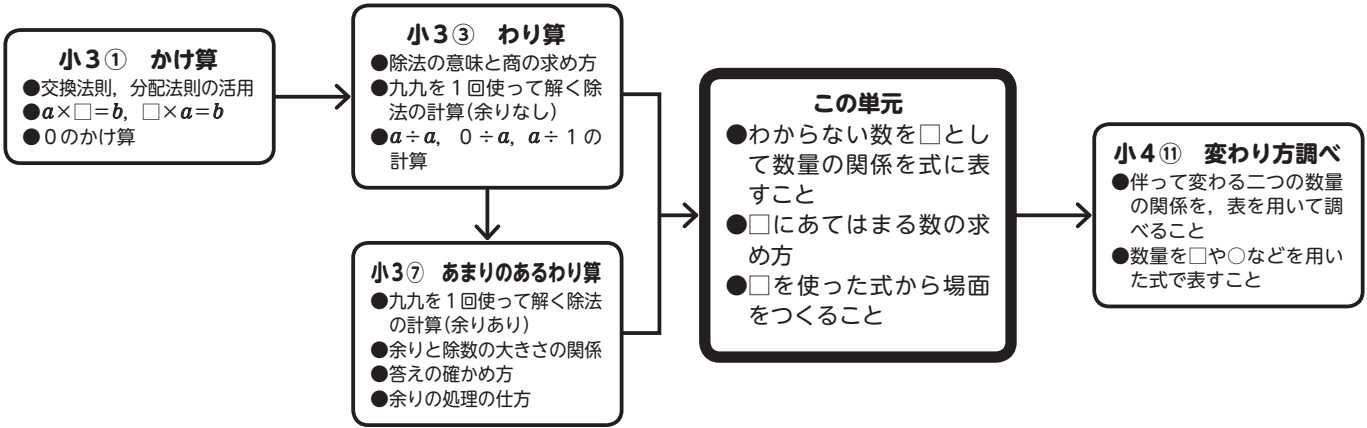 小3① かけ算
●交換法則，分配法則の活用
●a×□=b，□×a=b
●0のかけ算
小3③ わり算
●除法の意味と商の求め方
●九九を1回使って解く除
法の計算(余りなし)
●a÷a，0÷a，a÷1の
計算
小3⑦ あまりのあるわり算
●九九を1回使って解く除法
の計算(余りあり)
●余りと除数の大きさの関係
●答えの確かめ方
●余りの処理の仕方
この単元
●わからない数を□とし
て数量の関係を式に表
すこと
●□にあてはまる数の求
め方
●□を使った式から場面
をつくること
小4⑪ 変わり方調べ
●伴って変わる二つの数量
の関係を，表を用いて調
べること
●数量を□や○などを用い
た式で表すこと